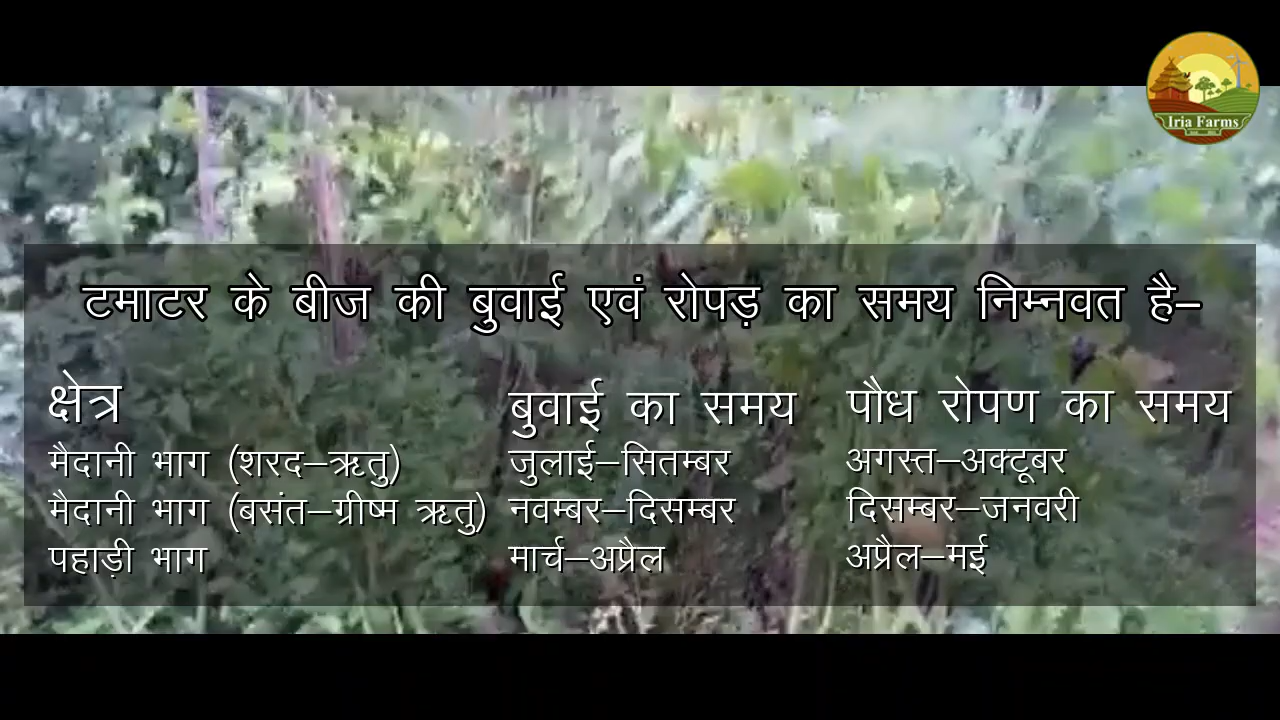 Iria Farms
टमाटर के बीज की बुवाई एवं रोपड़ का समय निम्नवत है–
क्षेत्र बुवाई का समय पौध रोपण का समय
मैदानी भाग (शरद–ऋतु) जुलाई–सितम्बर अगस्त–अक्टूबर
मैदानी भाग (बसंत–ग्रीष्म ऋतु) नवम्बर–दिसम्बर दिसम्बर–जनवरी
पहाड़ी भाग मार्च–अप्रैल अप्रैल–मई